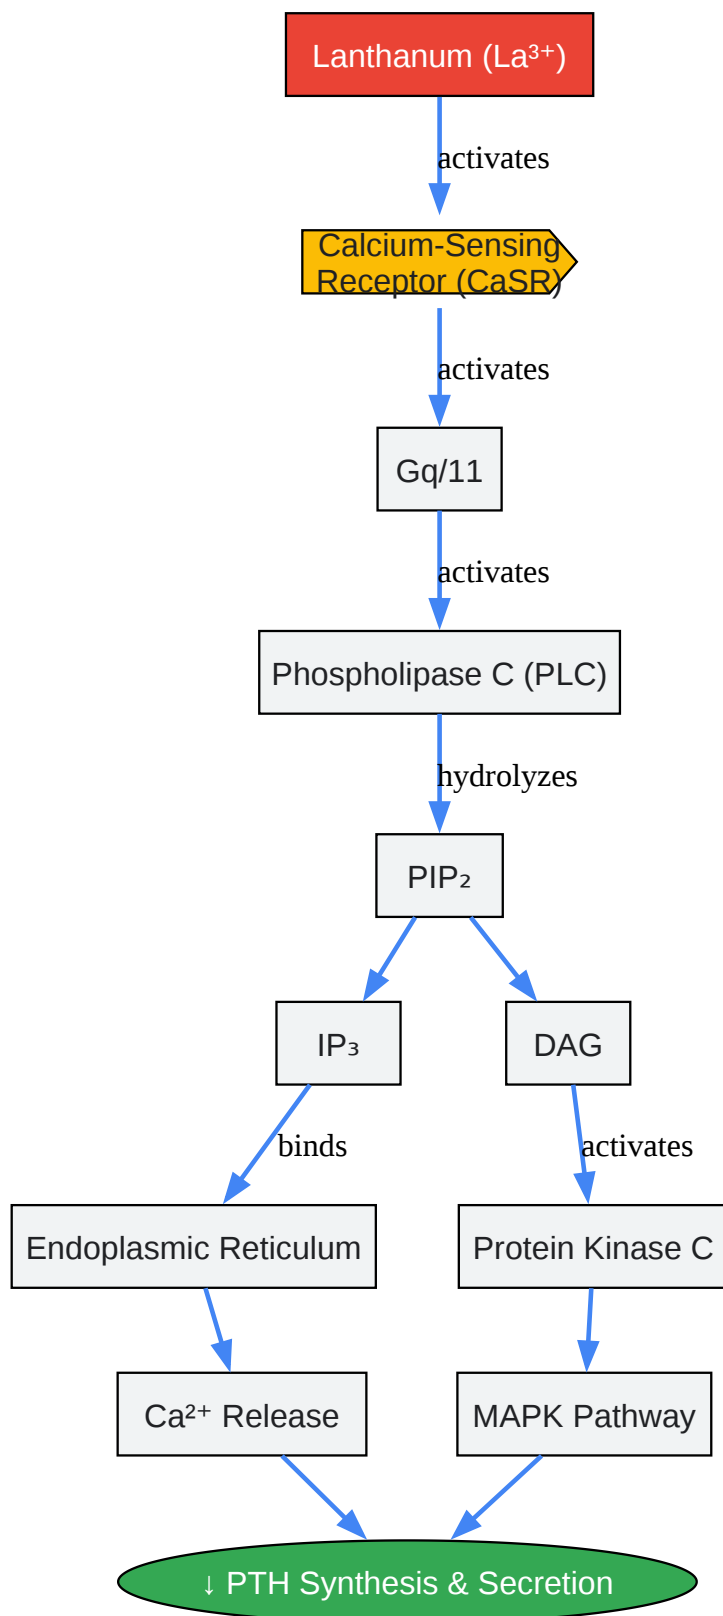 Lanthanum (La³⁺)
activates
Calcium-Sensing
Receptor (CaSR)
activates
Gq/11
activates
Phospholipase C (PLC)
hydrolyzes
PIP₂
IP₃
DAG
binds
activates
Endoplasmic Reticulum
Protein Kinase C
Ca²⁺ Release
MAPK Pathway
↓ PTH Synthesis & Secretion